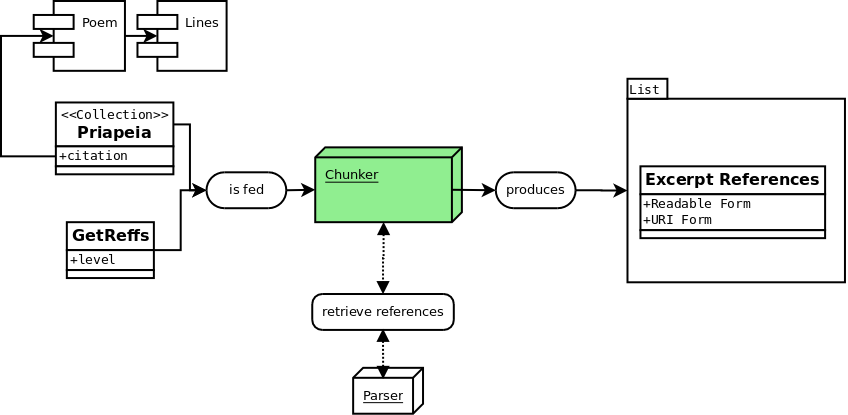 Poem
Lines
<<Collection>>
Priapeia
+citation
GetReffs
+level
is fed
Chunker
produces
List
Excerpt References
+Readable Form
+URI Form
retrieve references
Parser